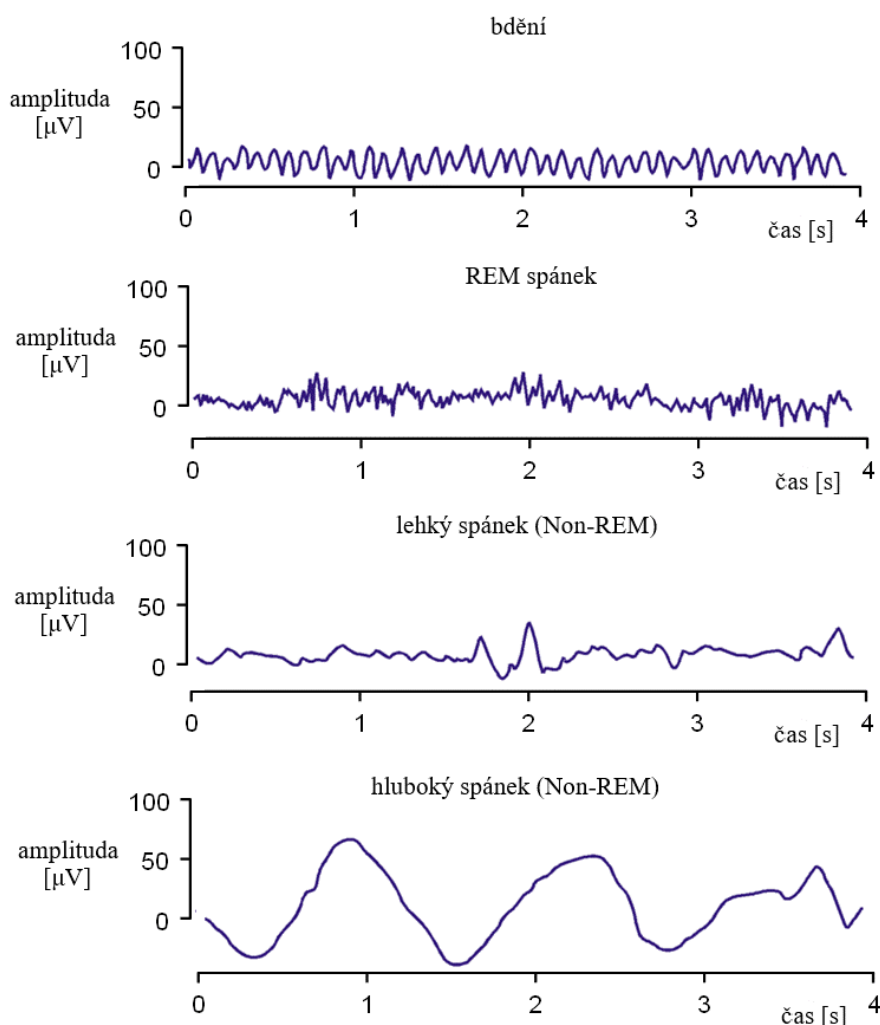 bdění
100
amplituda
[µV]
50
0
0 1 2 3 4
čas [s]
REM spánek
100
amplituda
[µV]
50
0
0 1 2 3 4
čas [s]
lehký spánek (Non-REM)
100
amplituda
[µV]
50
0
0 1 2 3 4
čas [s]
hluboký spánek (Non-REM)
100
amplituda
[µV]
50
0
0 1 2 3 4
čas [s]